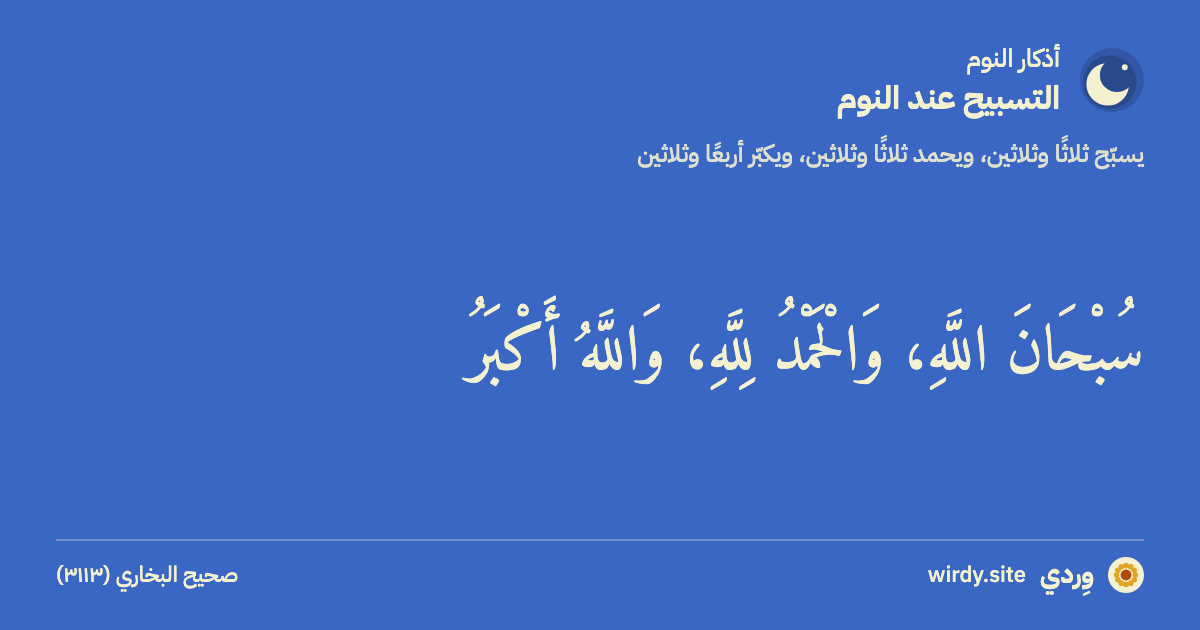 أذكار النوم
التسبيح عند النوم
يسبّح ثلاثًا وثلاثين، ويحمد ثلاثًا وثلاثين، ويكبّر أربعًا وثلاثين
سُبْحَانَ اللَّهِ، وَالْحَمْدُ لِلَّهِ، وَاللَّهُ أَكْبَرُ
وِردي wirdy.site
صحيح البخاري (٣١١٣)